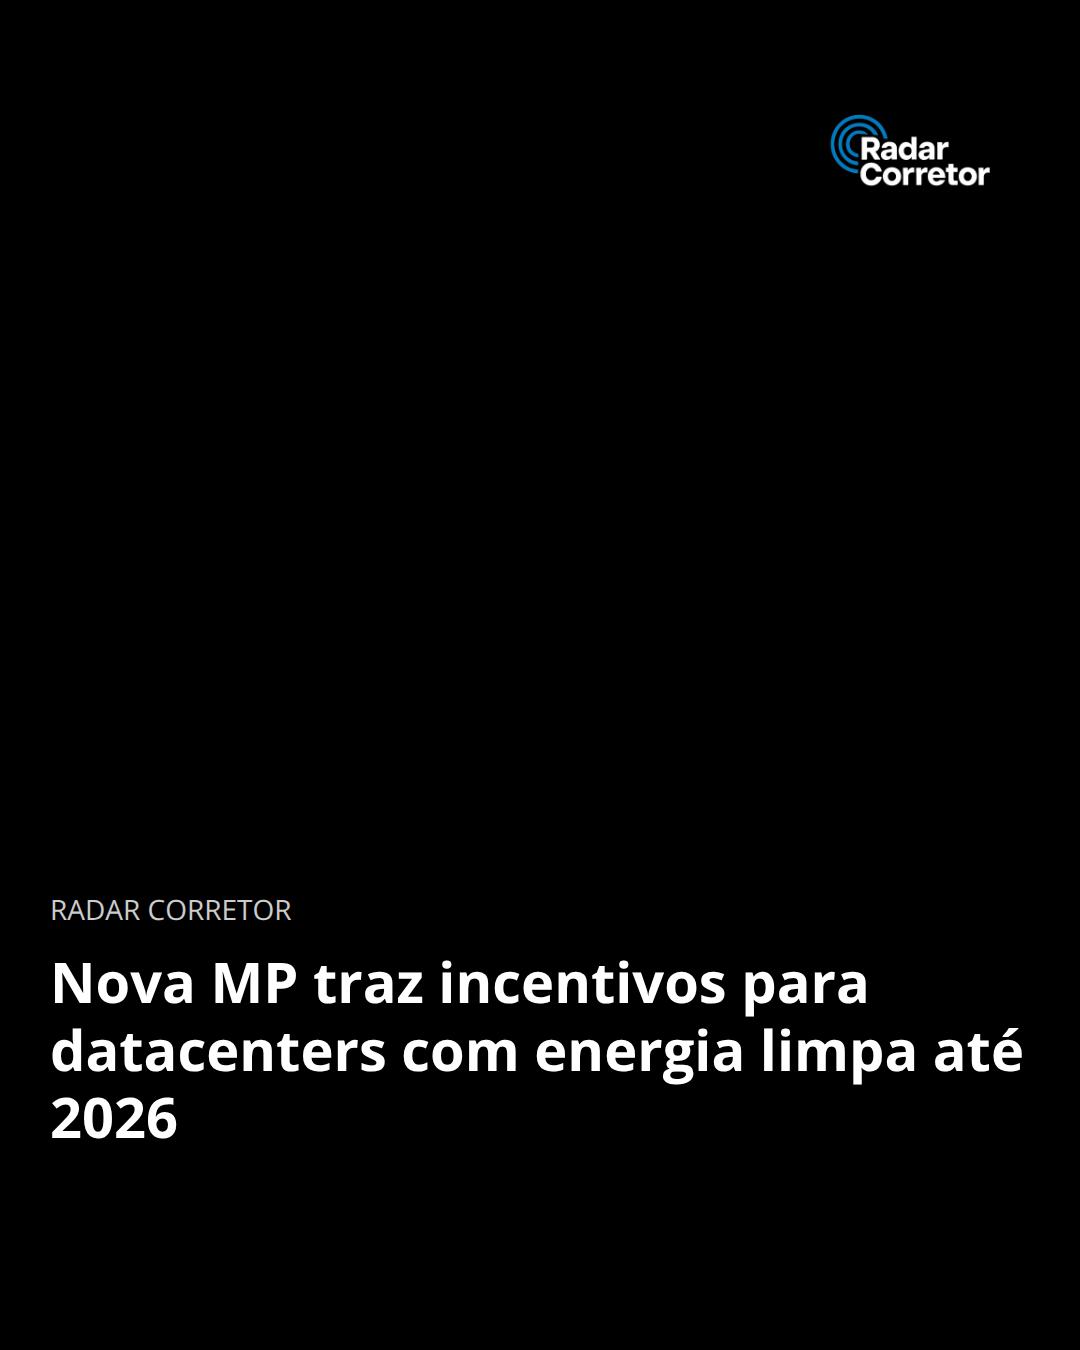 Radar
Corretor
RADAR CORRETOR
Nova MP traz incentivos para
datacenters com energia limpa até
2026